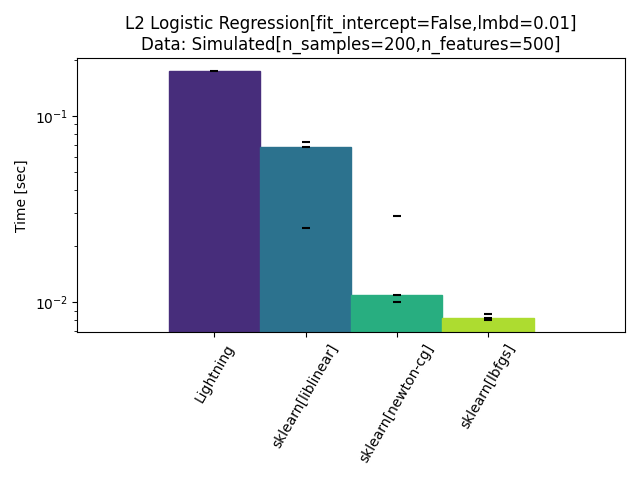 L2 Logistic Regression[fit_intercept=False,lmbd=0.01]
Data: Simulated[n_samples=200,n_features=500]
Time [sec]
10⁻¹
10⁻²
Lightning
sklearn[liblinear]
sklearn[newton-cg]
sklearn[lbfgs]